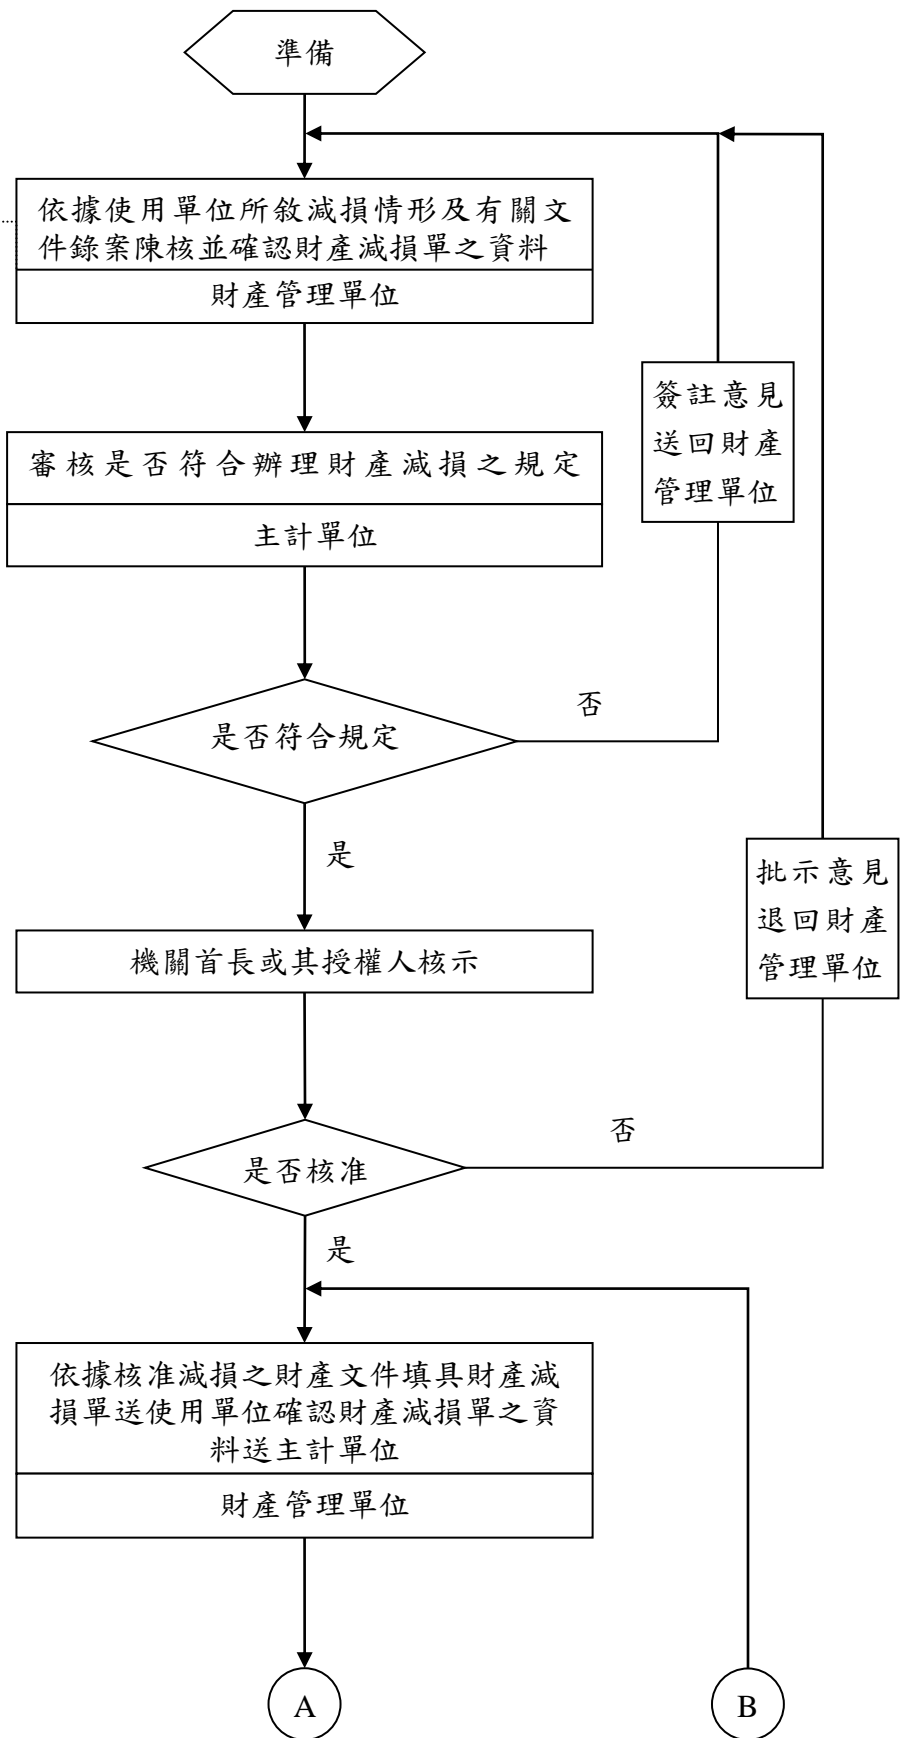 準備
依據使用單位所敘減損情形及有關文
件錄案陳核並確認財產減損單之資料
財產管理單位
簽註意見
送回財產
管理單位
審核是否符合辦理財產減損之規定
主計單位
否
是否符合規定
是
批示意見
退回財產
管理單位
機關首長或其授權人核示
否
是否核准
是
依據核准減損之財產文件填具財產減
損單送使用單位確認財產減損單之資
料送主計單位
財產管理單位
A
B